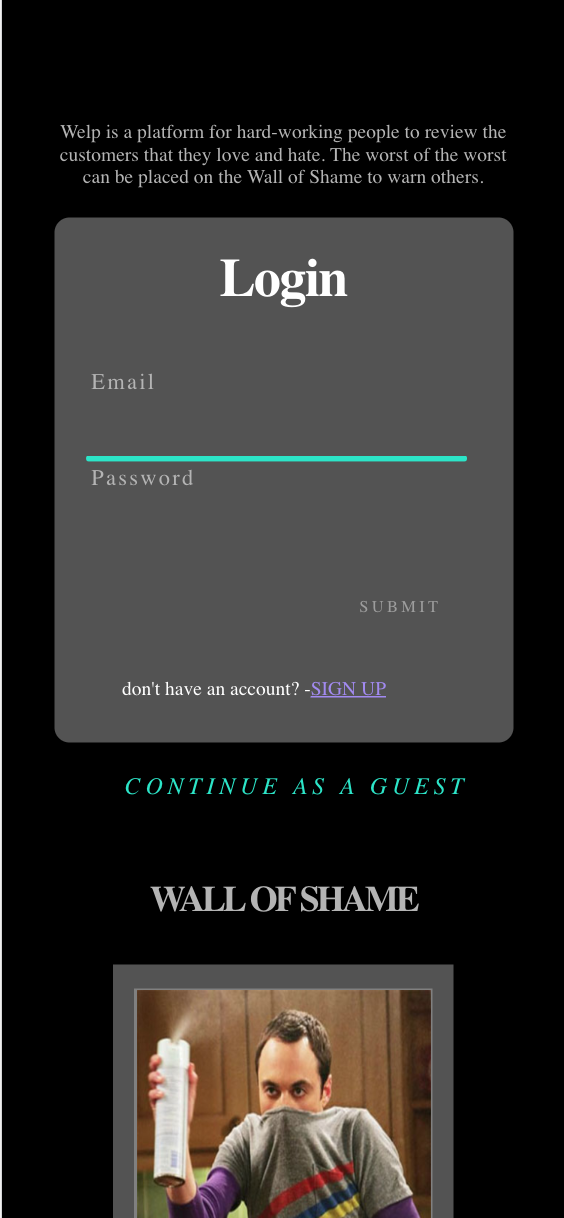 Welp is a platform for hard-working people to review the
customers that they love and hate. The worst of the worst
can be placed on the Wall of Shame to warn others.
Login
Email
Password
SUBMIT
don't have an account? -SIGN UP
CONTINUE AS A GUEST
WALL OF SHAME